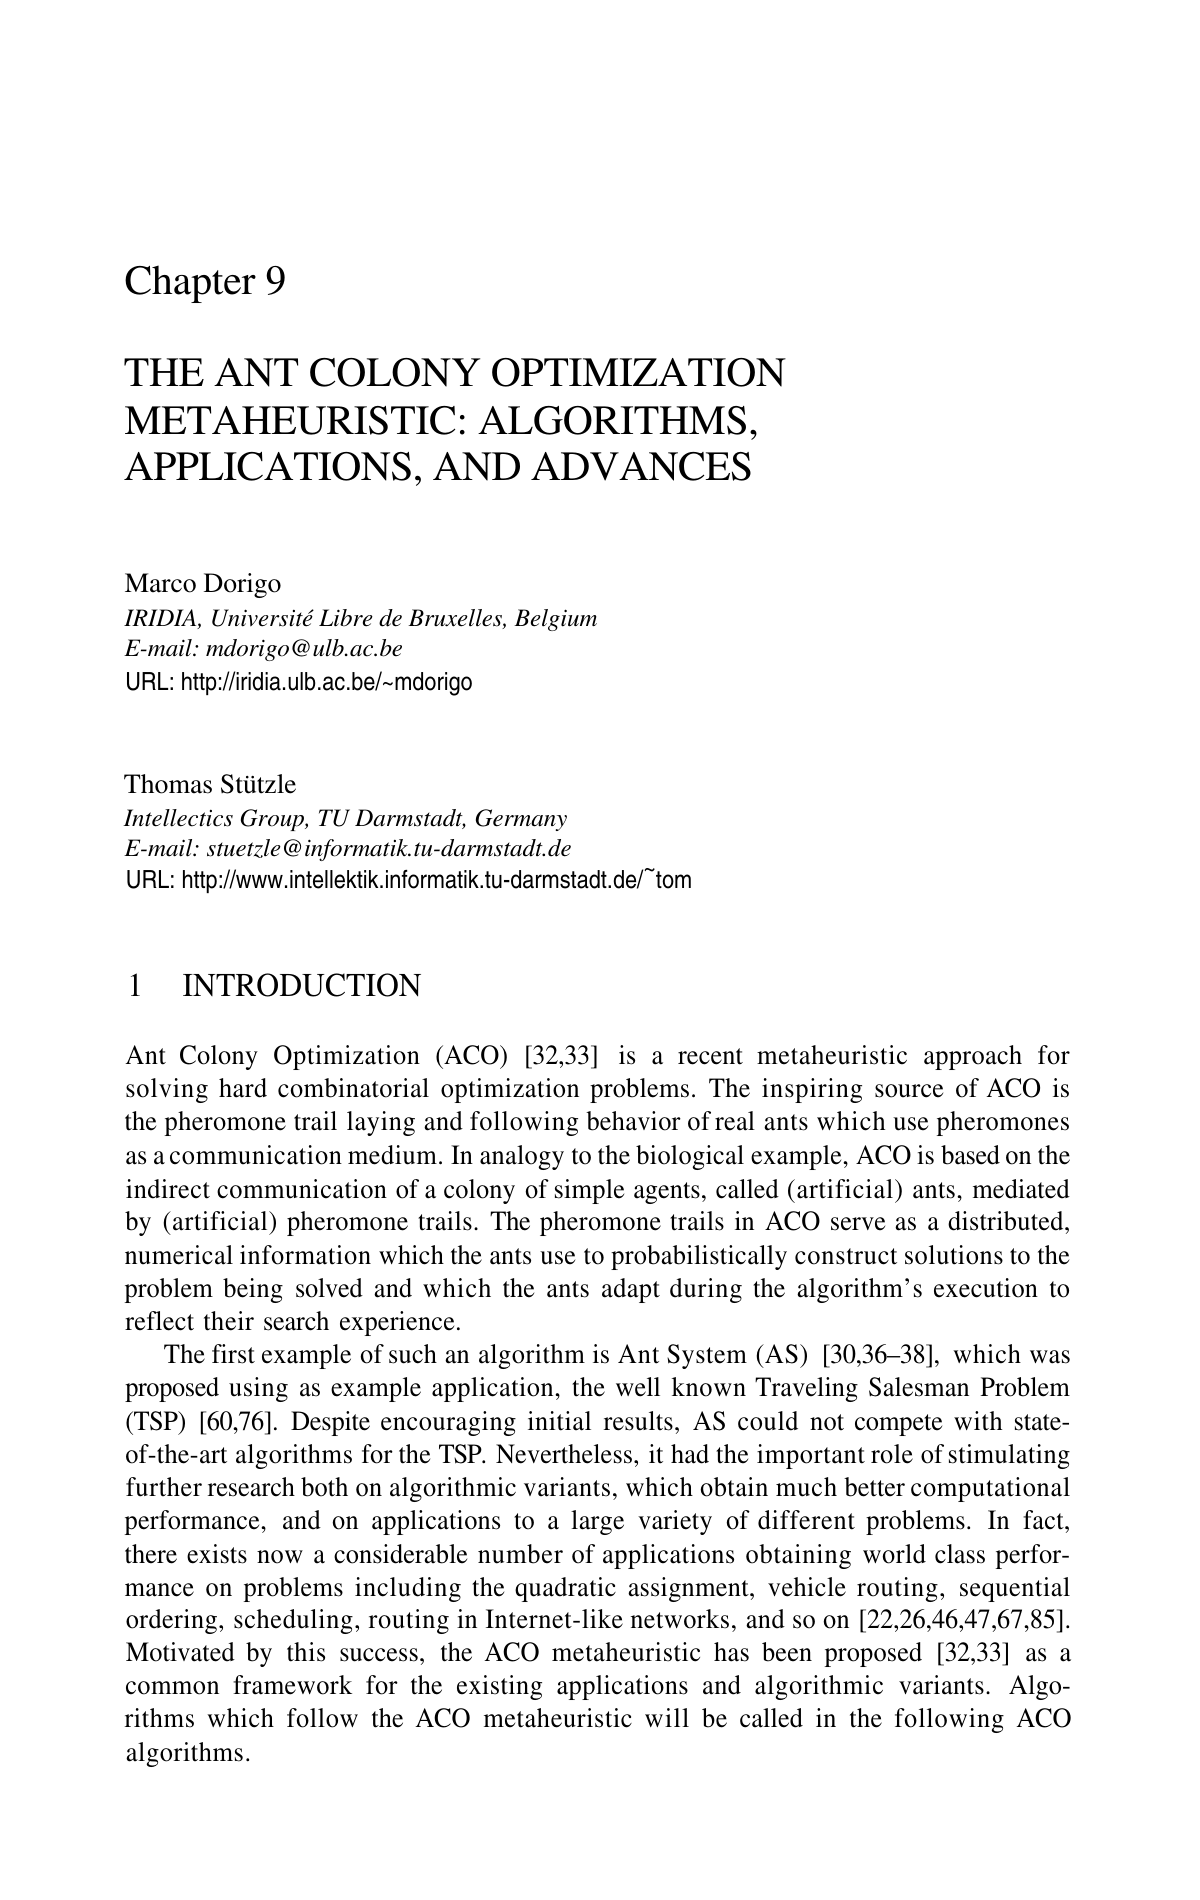 Chapter 9
THE ANT COLONY OPTIMIZATION
METAHEURISTIC: ALGORITHMS,
APPLICATIONS, AND ADVANCES
Marco Dorigo
IRIDIA, Université Libre de Bruxelles, Belgium
E-mail: mdorigo@ulb.ac.be
URL: http://iridia.ulb.ac.be/~mdorigo
Thomas Stützle
Intellectics Group, TU Darmstadt, Germany
E-mail: stuetzle@informatik.tu-darmstadt.de
URL: http://www.intellektik.informatik.tu-darmstadt.de/~tom
1 INTRODUCTION
Ant Colony Optimization (ACO) [32,33] is a recent metaheuristic approach for
solving hard combinatorial optimization problems. The inspiring source of ACO is
the pheromone trail laying and following behavior of real ants which use pheromones
as a communication medium. In analogy to the biological example, ACO is based on the
indirect communication of a colony of simple agents, called (artificial) ants, mediated
by (artificial) pheromone trails. The pheromone trails in ACO serve as a distributed,
numerical information which the ants use to probabilistically construct solutions to the
problem being solved and which the ants adapt during the algorithm's execution to
reflect their search experience.
The first example of such an algorithm is Ant System (AS) [30,36–38], which was
proposed using as example application, the well known Traveling Salesman Problem
(TSP) [60,76]. Despite encouraging initial results, AS could not compete with state-
of-the-art algorithms for the TSP. Nevertheless, it had the important role of stimulating
further research both on algorithmic variants, which obtain much better computational
performance, and on applications to a large variety of different problems. In fact,
there exists now a considerable number of applications obtaining world class perfor-
mance on problems including the quadratic assignment, vehicle routing, sequential
ordering, scheduling, routing in Internet-like networks, and so on [22,26,46,47,67,85].
Motivated by this success, the ACO metaheuristic has been proposed [32,33] as a
common framework for the existing applications and algorithmic variants. Algo-
rithms which follow the ACO metaheuristic will be called in the following ACO
algorithms.